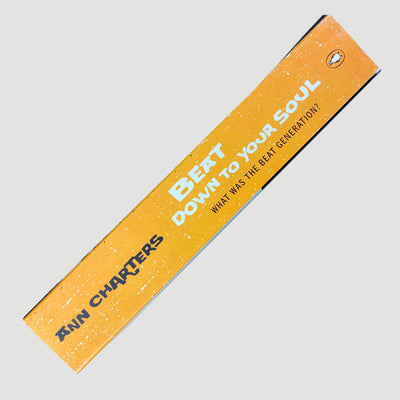 ANN CHARTERS
BEAT
DOWN TO YOUR SOUL
WHAT WAS THE BEAT GENERATION?